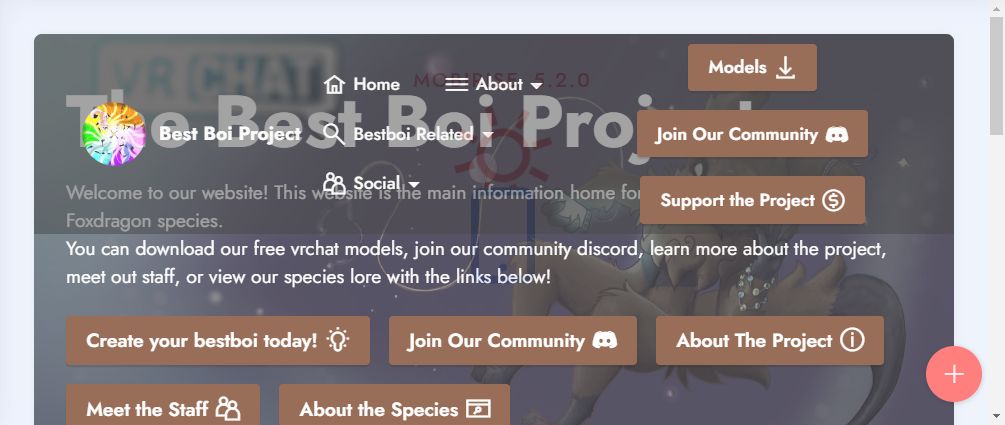 VRCHAT
MOBIRISE 5.2.0
Models
Home
About
The Best Boi Project
Best Boi Project
Bestboi Related
Join Our Community
Social
Welcome to our website! This website is the main information home for
Support the Project
Foxdragon species.
You can download our free vrchat models, join our community discord, learn more about the project,
meet out staff, or view our species lore with the links below!
Create your bestboi today!
Join Our Community
About The Project
Meet the Staff
About the Species